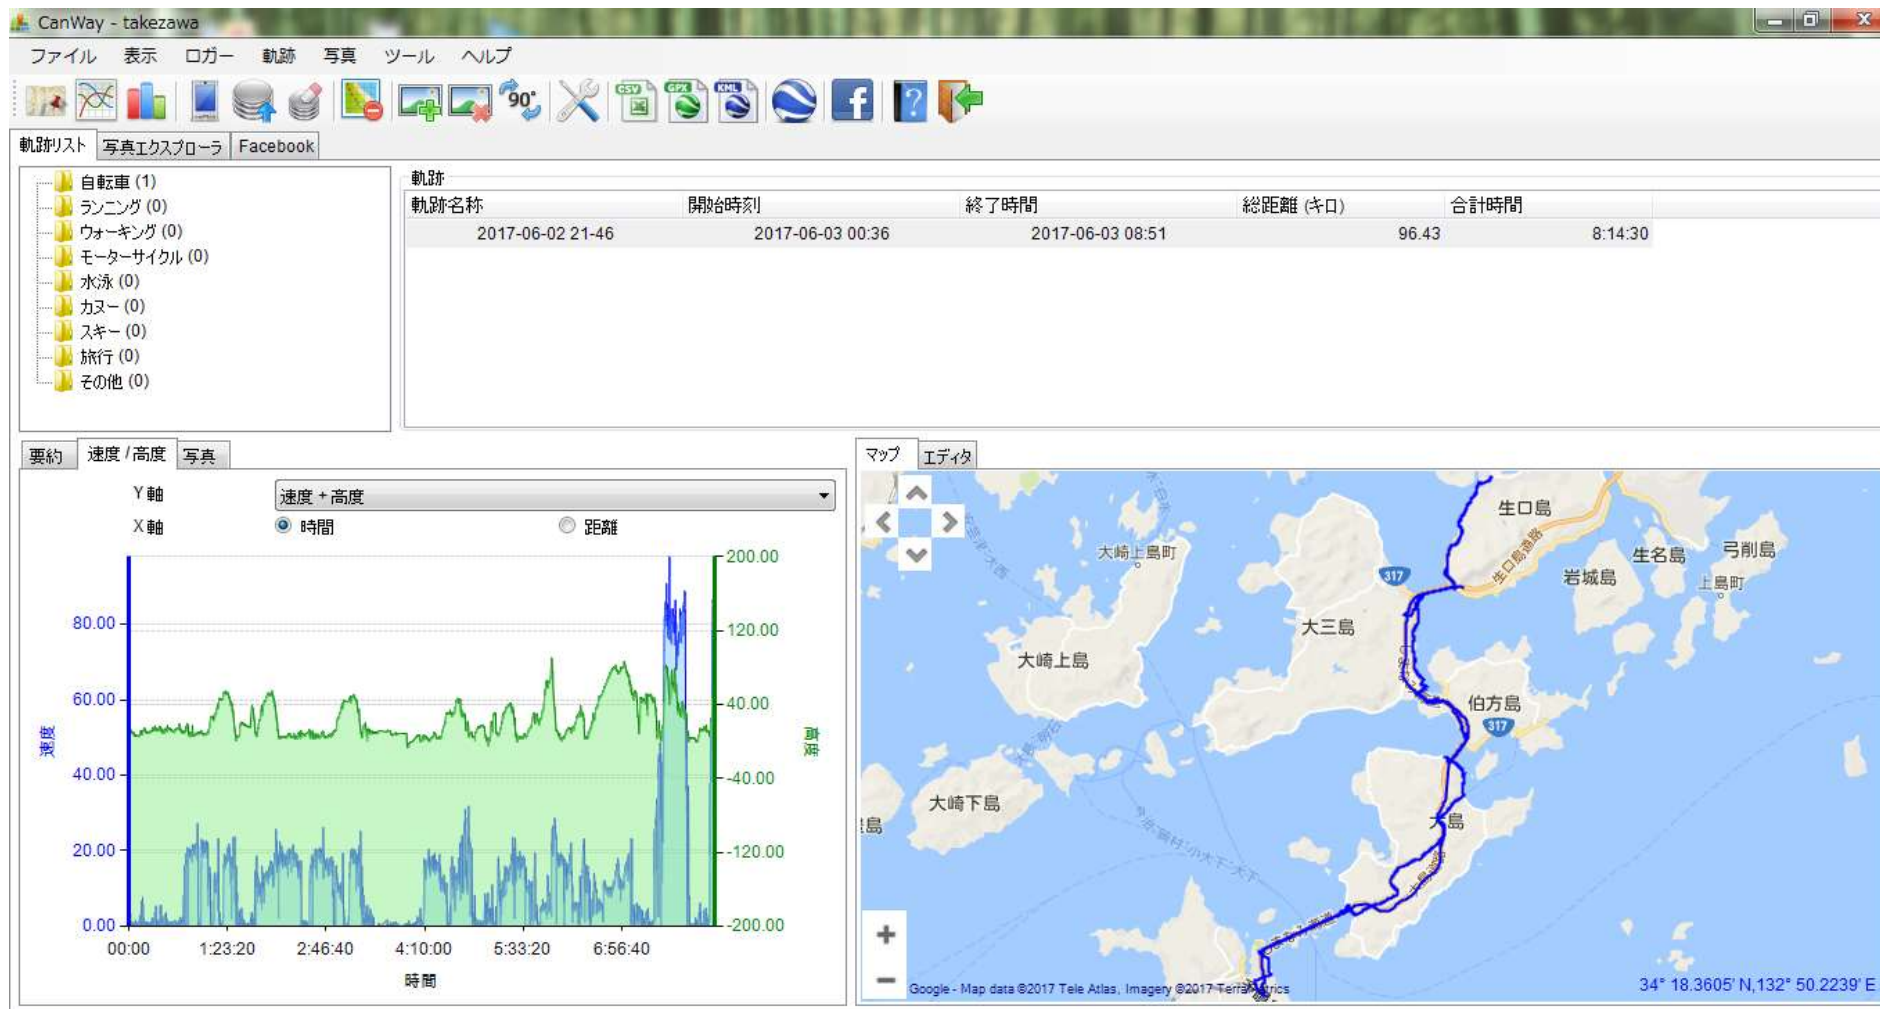 CanWay - takezawa
ファイル 表示 ロガー 軌跡 写真 ツール ヘルプ
90° CSV GPX KML f ?
軌跡リスト 写真エクスプローラ Facebook
自転車 (1)
ランニング (0)
ウォーキング (0)
モーターサイクル (0)
水泳 (0)
カヌー (0)
スキー (0)
旅行 (0)
その他 (0)
軌跡
軌跡名称 開始時刻 終了時間 総距離 (キロ) 合計時間
2017-06-02 21-46 2017-06-03 00:36 2017-06-03 08:51 96.43 8:14:30
要約 速度 / 高度 写真
Y 軸 速度 + 高度
X 軸 時間 距離
80.00
60.00
40.00
20.00
0.00
速度
200.00
120.00
40.00
-40.00
-120.00
-200.00
高度
00:00 1:23:20 2:46:40 4:10:00 5:33:20 6:56:40
時間
マップ エディタ
生口島
大崎上島町
生口島道路
生名島
弓削島
岩城島
上島町
317
大三島
大崎上島
伯方島
317
大崎下島
大島
島
大島道路
Google - Map data ©2017 Tele Atlas, Imagery ©2017 TerraMetrics
34° 18.3605' N,132° 50.2239' E